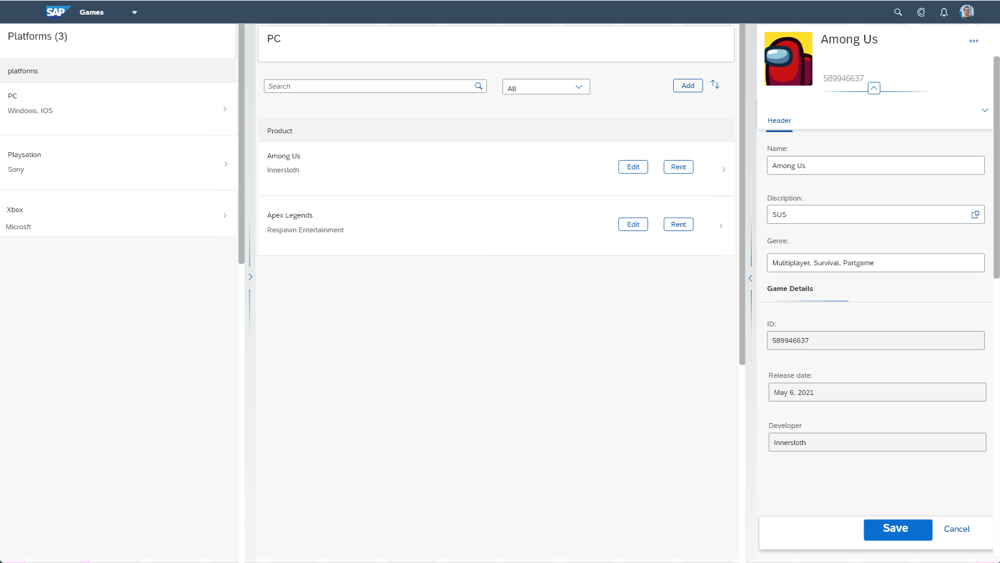 SAP Games
Platforms (3)
platforms
PC
Windows, IOS
Playsation
Sony
Xbox
Microsft
PC
Search
All
Add
Product
Among Us
Innersloth
Edit
Rent
Apex Legends
Respawn Entertainment
Edit
Rent
Among Us
589946637
Header
Name:
Among Us
Discription:
SUS
Genre:
Mulitiplayer, Survival, Partgame
Game Details
ID:
589946637
Release date:
May 6, 2021
Developer
Innersloth
Save
Cancel